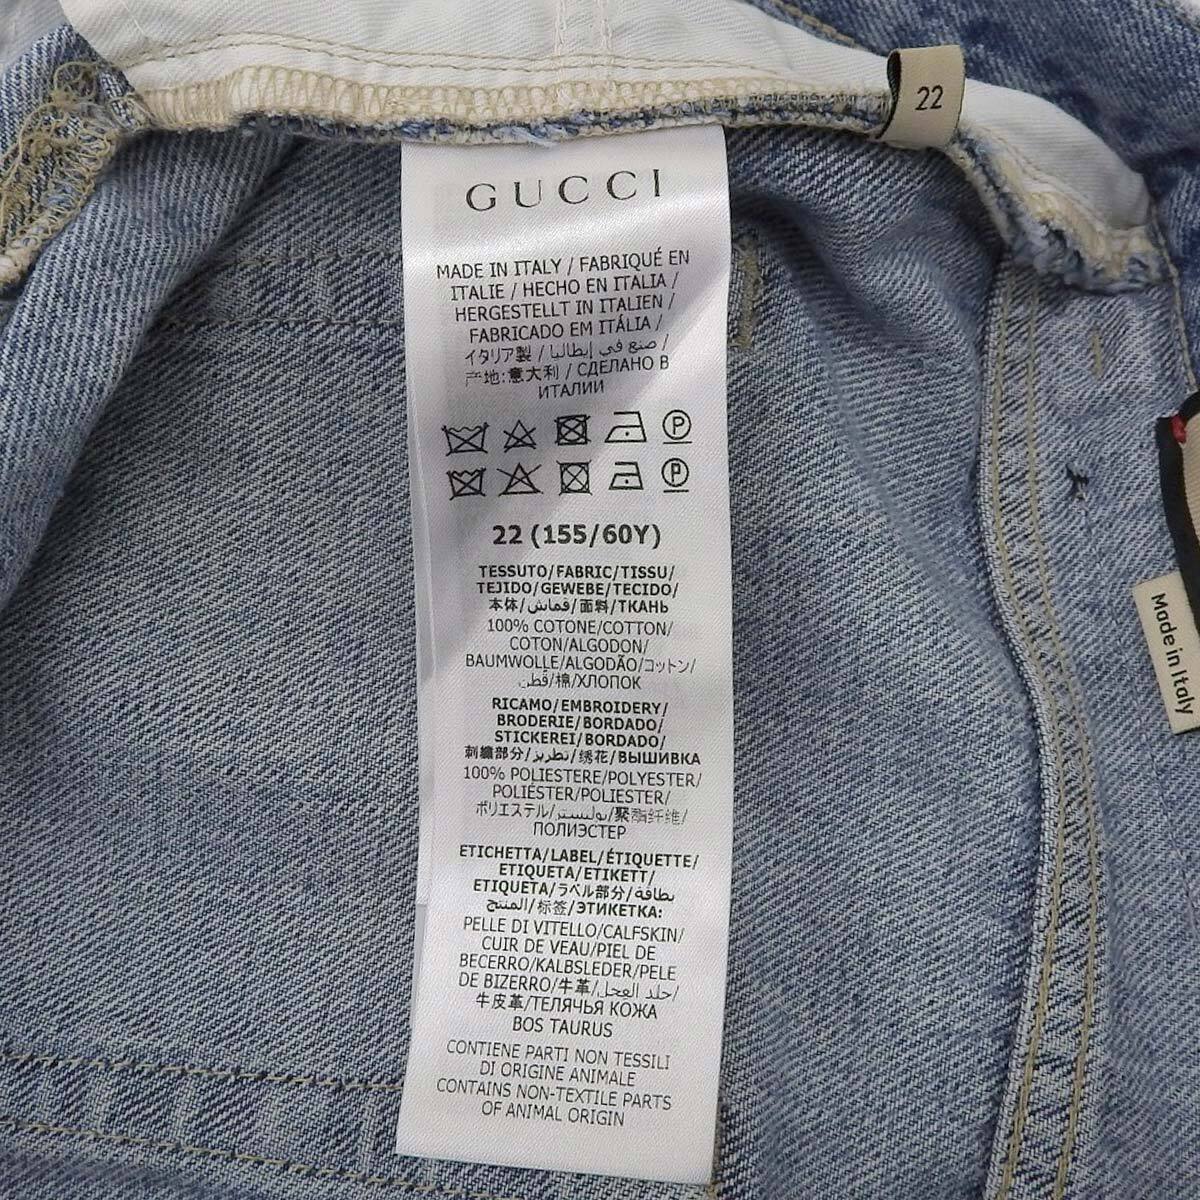 22
GUCCI
MADE IN ITALY / FABRIQUÉ EN
ITALIE / HECHO EN ITALIA /
HERGESTELLT IN ITALIEN /
FABRICADO EM ITÁLIA /
イタリア製 / صنع في إيطاليا /
产地:意大利 / СДЕЛАНО В
ИТАЛИИ
P
P
22 (155/60Y)
TESSUTO/FABRIC/TISSU/
TEJIDO/GEWEBE/TECIDO/
本体/قماش/面料/ТКАНЬ
100% COTONE/COTTON/
COTON/ALGODON/
BAUMWOLLE/ALGODÃO/コットン/
قطن/棉/ХЛОПОК
RICAMO/EMBROIDERY/
BRODERIE/BORDADO/
STICKEREI/BORDADO/
刺繍部分/تطريز/绣花/ВЫШИВКА
100% POLIESTERE/POLYESTER/
POLIÉSTER/POLIESTER/
ポリエステル/بوليستر/聚酯纤维/
ПОЛИЭСТЕР
ETICHETTA/LABEL/ÉTIQUETTE/
ETIQUETA/ETIKETT/
ETIQUETA/ラベル部分/بطاقة
المنتج/标签/ЭТИКЕТКА:
PELLE DI VITELLO/CALFSKIN/
CUIR DE VEAU/PIEL DE
BECERRO/KALBSLEDER/PELE
DE BIZERRO/牛革/جلد العجل/
牛皮革/ТЕЛЯЧЬЯ КОЖА
BOS TAURUS
CONTIENE PARTI NON TESSILI
DI ORIGINE ANIMALE
CONTAINS NON-TEXTILE PARTS
OF ANIMAL ORIGIN
Made in Italy